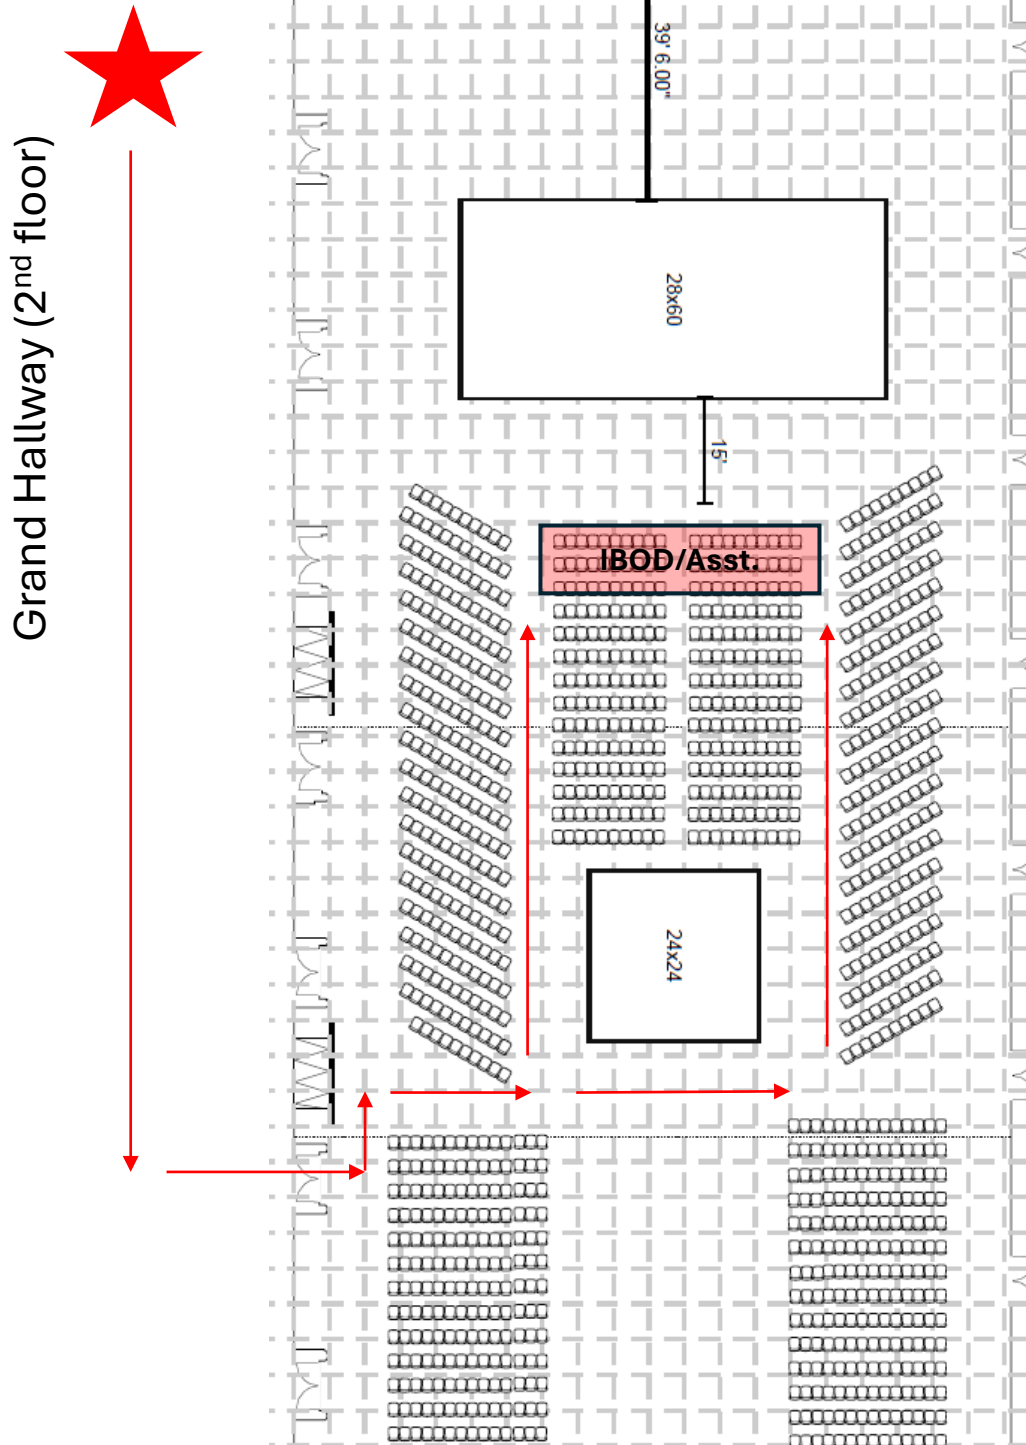 39' 6.00"
Grand Hallway (2nd floor)
28x60
15'
IBOD/Asst.
24x24